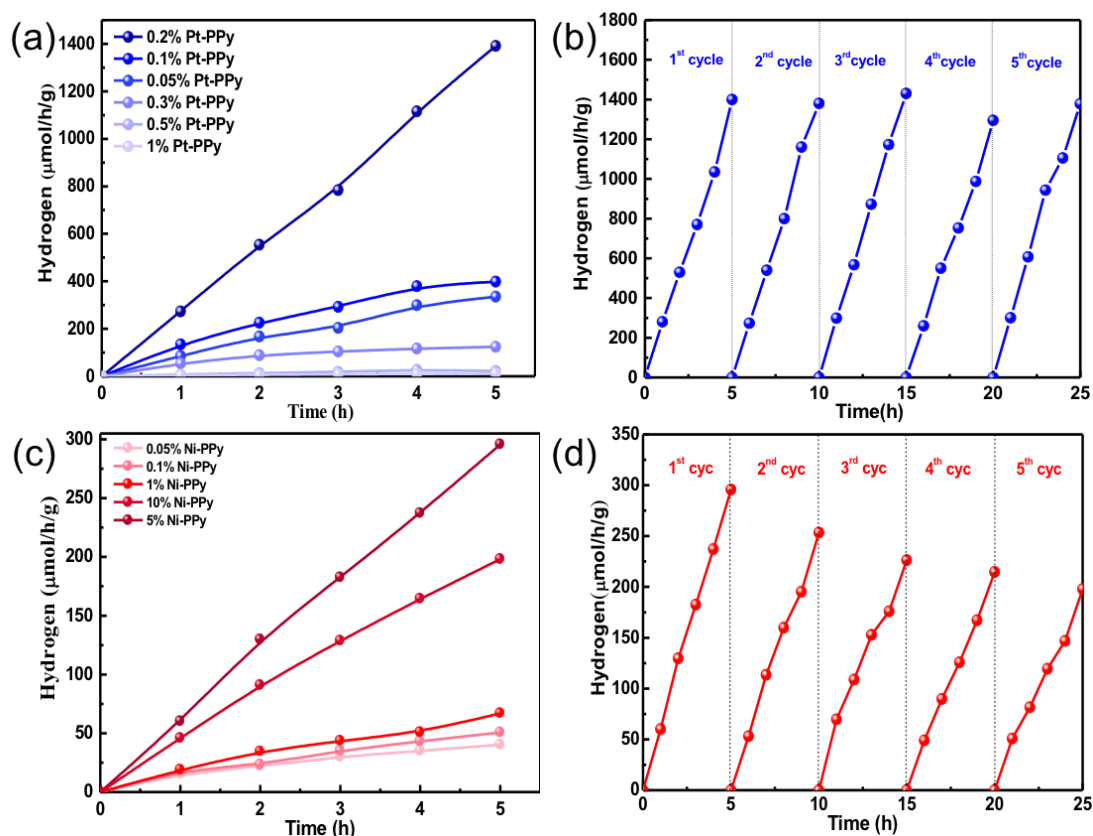 (a)
0.2% Pt-PPy
0.1% Pt-PPy
0.05% Pt-PPy
0.3% Pt-PPy
0.5% Pt-PPy
1% Pt-PPy
Hydrogen (μmol/h/g)
1400
1200
1000
800
600
400
200
0
0 1 2 3 4 5
Time (h)
(b)
1st cycle 2nd cycle 3rdcycle 4thcycle 5thcycle
Hydrogen (μmol/h/g)
1800
1600
1400
1200
1000
800
600
400
200
0
0 5 10 15 20 25
Time(h)
(c)
0.05% Ni-PPy
0.1% Ni-PPy
1% Ni-PPy
10% Ni-PPy
5% Ni-PPy
Hydrogen (μmol/h/g)
300
250
200
150
100
50
0
0 1 2 3 4 5
Time (h)
(d)
1st cyc 2nd cyc 3rd cyc 4th cyc 5th cyc
Hydrogen(μmol/h/g)
350
300
250
200
150
100
50
0
0 5 10 15 20 25
Time (h)